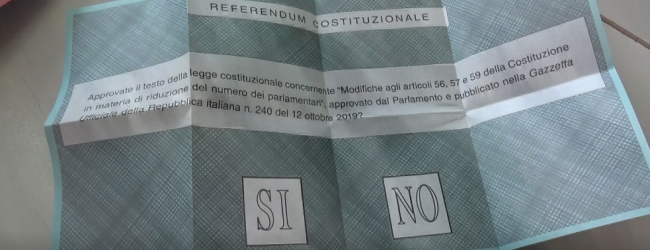 REFERENDUM COSTITUZIONALE
Approvate il testo della legge costituzionale concernente "Modifiche agli articoli 56, 57 e 59 della Costituzione
in materia di riduzione del numero dei parlamentari", approvato dal Parlamento e pubblicato nella Gazzetta
Ufficiale della Repubblica italiana n. 240 del 12 ottobre 2019?
SI NO